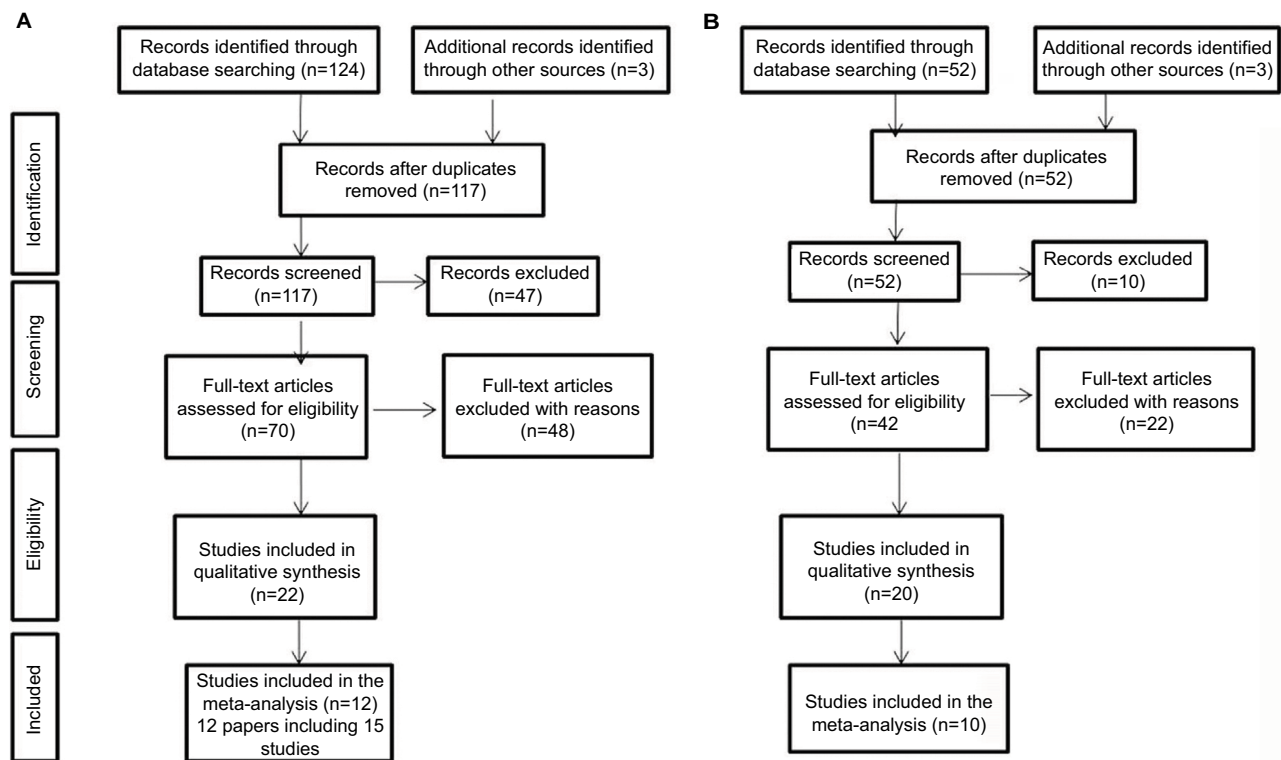 A
Records identified through
database searching (n=124)
Additional records identified
through other sources (n=3)
Records after duplicates
removed (n=117)
Records screened
(n=117)
Records excluded
(n=47)
Full-text articles
assessed for eligibility
(n=70)
Full-text articles
excluded with reasons
(n=48)
Studies included in
qualitative synthesis
(n=22)
Studies included in the
meta-analysis (n=12)
12 papers including 15
studies
Identification
Screening
Eligibility
Included
B
Records identified through
database searching (n=52)
Additional records identified
through other sources (n=3)
Records after duplicates
removed (n=52)
Records screened
(n=52)
Records excluded
(n=10)
Full-text articles
assessed for eligibility
(n=42
Full-text articles
excluded with reasons
(n=22)
Studies included in
qualitative synthesis
(n=20)
Studies included in the
meta-analysis (n=10)